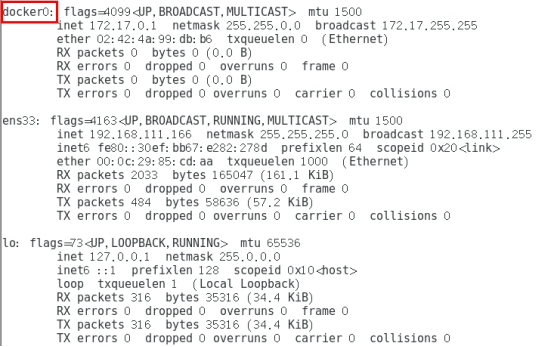 docker0: flags=4099<UP,BROADCAST,MULTICAST> mtu 1500
inet 172.17.0.1 netmask 255.255.0.0 broadcast 172.17.255.255
ether 02:42:4a:99:db:b6 txqueuelen 0 (Ethernet)
RX packets 0 bytes 0 (0.0 B)
RX errors 0 dropped 0 overruns 0 frame 0
TX packets 0 bytes 0 (0.0 B)
TX errors 0 dropped 0 overruns 0 carrier 0 collisions 0
ens33: flags=4163<UP,BROADCAST,RUNNING,MULTICAST> mtu 1500
inet 192.168.111.166 netmask 255.255.255.0 broadcast 192.168.111.255
inet6 fe80::30ef:bb67:e282:278d prefixlen 64 scopeid 0x20<link>
ether 00:0c:29:85:cd:aa txqueuelen 1000 (Ethernet)
RX packets 2033 bytes 165047 (161.1 KiB)
RX errors 0 dropped 0 overruns 0 frame 0
TX packets 484 bytes 58636 (57.2 KiB)
TX errors 0 dropped 0 overruns 0 carrier 0 collisions 0
lo: flags=73<UP,LOOPBACK,RUNNING> mtu 65536
inet 127.0.0.1 netmask 255.0.0.0
inet6 ::1 prefixlen 128 scopeid 0x10<host>
loop txqueuelen 1 (Local Loopback)
RX packets 316 bytes 35316 (34.4 KiB)
RX errors 0 dropped 0 overruns 0 frame 0
TX packets 316 bytes 35316 (34.4 KiB)
TX errors 0 dropped 0 overruns 0 carrier 0 collisions 0